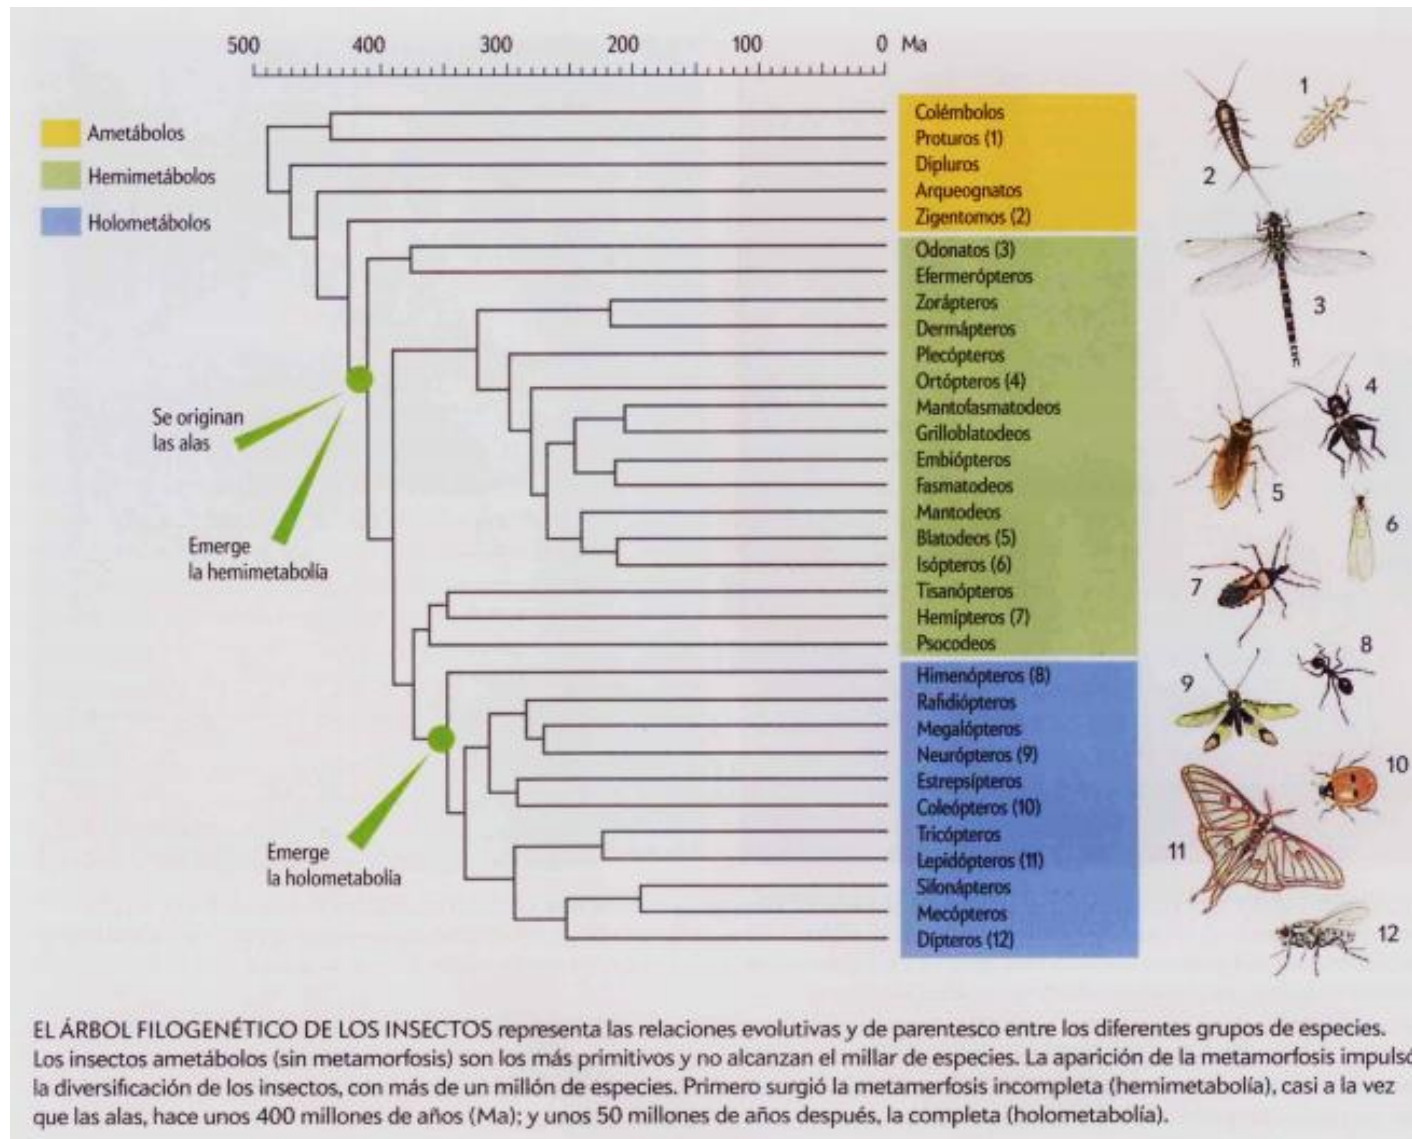 500 400 300 200 100 0 Ma
Ametábolos
Hemimetábolos
Holometábolos
Colémbolos
Proturos (1)
Dipluros
Arqueognatos
Zigentomos (2)
Odonatos (3)
Efermerópteros
Zorápteros
Dermápteros
Plecópteros
Ortópteros (4)
Mantofasmatodeos
Grilloblatodeos
Embiópteros
Fasmatodeos
Mantodeos
Blatodeos (5)
Isópteros (6)
Tisanópteros
Hemípteros (7)
Psocodeos
Himenópteros (8)
Rafidiópteros
Megalópteros
Neurópteros (9)
Estrepsípteros
Coleópteros (10)
Tricópteros
Lepidópteros (11)
Sifonápteros
Mecópteros
Dípteros (12)
Se originan
las alas
Emerge
la hemimetabolía
Emerge
la holometabolía
1
2
3
4
5
6
7
8
9
10
11
12
EL ÁRBOL FILOGENÉTICO DE LOS INSECTOS representa las relaciones evolutivas y de parentesco entre los diferentes grupos de especies.
Los insectos ametábolos (sin metamorfosis) son los más primitivos y no alcanzan el millar de especies. La aparición de la metamorfosis impulsó
la diversificación de los insectos, con más de un millón de especies. Primero surgió la metamerfosis incompleta (hemimetabolía), casi a la vez
que las alas, hace unos 400 millones de años (Ma); y unos 50 millones de años después, la completa (holometabolía).